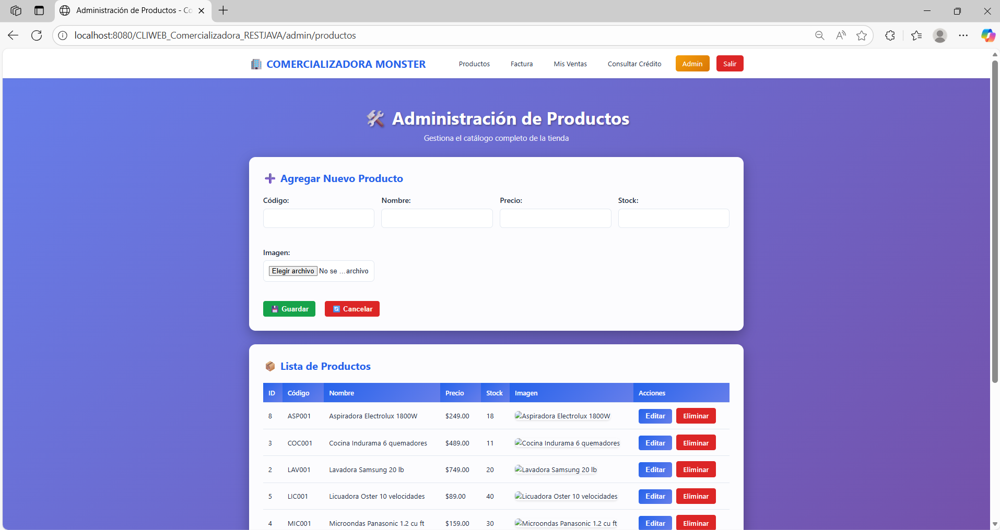 Administración de Productos - Co
localhost:8080/CLIWEB_Comercializadora_RESTJAVA/admin/productos
COMERCIALIZADORA MONSTER Productos Factura Mis Ventas Consultar Crédito Admin Salir
Administración de Productos
Gestiona el catálogo completo de la tienda
Agregar Nuevo Producto
Código: Nombre: Precio: Stock:
Imagen:
Elegir archivo No se ...archivo
Guardar Cancelar
Lista de Productos
ID Código Nombre Precio Stock Imagen Acciones
8 ASP001 Aspiradora Electrolux 1800W $249.00 18 Aspiradora Electrolux 1800W Editar Eliminar
3 COC001 Cocina Indurama 6 quemadores $489.00 11 Cocina Indurama 6 quemadores Editar Eliminar
2 LAV001 Lavadora Samsung 20 lb $749.00 20 Lavadora Samsung 20 lb Editar Eliminar
5 LIC001 Licuadora Oster 10 velocidades $89.00 40 Licuadora Oster 10 velocidades Editar Eliminar
4 MIC001 Microondas Panasonic 1.2 cu ft $159.00 30 Microondas Panasonic 1.2 cu ft Editar Eliminar